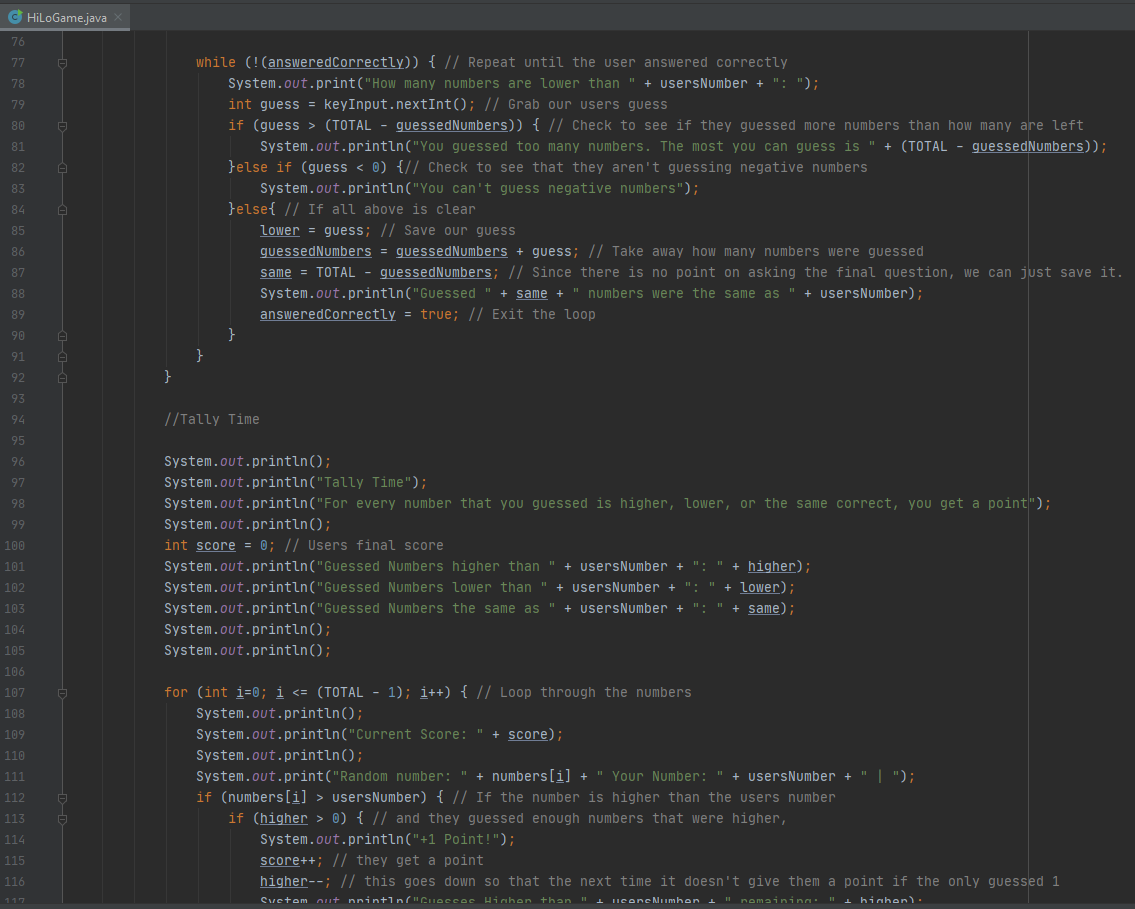 HiLoGame.java
76
77 while (!(answeredCorrectly)) { // Repeat until the user answered correctly
78 System.out.print("How many numbers are lower than " + usersNumber + ": ");
79 int guess = keyInput.nextInt(); // Grab our users guess
80 if (guess > (TOTAL - guessedNumbers)) { // Check to see if they guessed more numbers than how many are left
81 System.out.println("You guessed too many numbers. The most you can guess is " + (TOTAL - guessedNumbers));
82 }else if (guess < 0) {// Check to see that they aren't guessing negative numbers
83 System.out.println("You can't guess negative numbers");
84 }else{ // If all above is clear
85 lower = guess; // Save our guess
86 guessedNumbers = guessedNumbers + guess; // Take away how many numbers were guessed
87 same = TOTAL - guessedNumbers; // Since there is no point on asking the final question, we can just save it.
88 System.out.println("Guessed " + same + " numbers were the same as " + usersNumber);
89 answeredCorrectly = true; // Exit the loop
90 }
91 }
92 }
93
94 //Tally Time
95
96 System.out.println();
97 System.out.println("Tally Time");
98 System.out.println("For every number that you guessed is higher, lower, or the same correct, you get a point");
99 System.out.println();
100 int score = 0; // Users final score
101 System.out.println("Guessed Numbers higher than " + usersNumber + ": " + higher);
102 System.out.println("Guessed Numbers lower than " + usersNumber + ": " + lower);
103 System.out.println("Guessed Numbers the same as " + usersNumber + ": " + same);
104 System.out.println();
105 System.out.println();
106
107 for (int i=0; i <= (TOTAL - 1); i++) { // Loop through the numbers
108 System.out.println();
109 System.out.println("Current Score: " + score);
110 System.out.println();
111 System.out.print("Random number: " + numbers[i] + " Your Number: " + usersNumber + " | ");
112 if (numbers[i] > usersNumber) { // If the number is higher than the users number
113 if (higher > 0) { // and they guessed enough numbers that were higher,
114 System.out.println("+1 Point!");
115 score++; // they get a point
116 higher--; // this goes down so that the next time it doesn't give them a point if the only guessed 1
117 System.out.println("Guesses Higher than " + usersNumber + " remaining: " + higher);